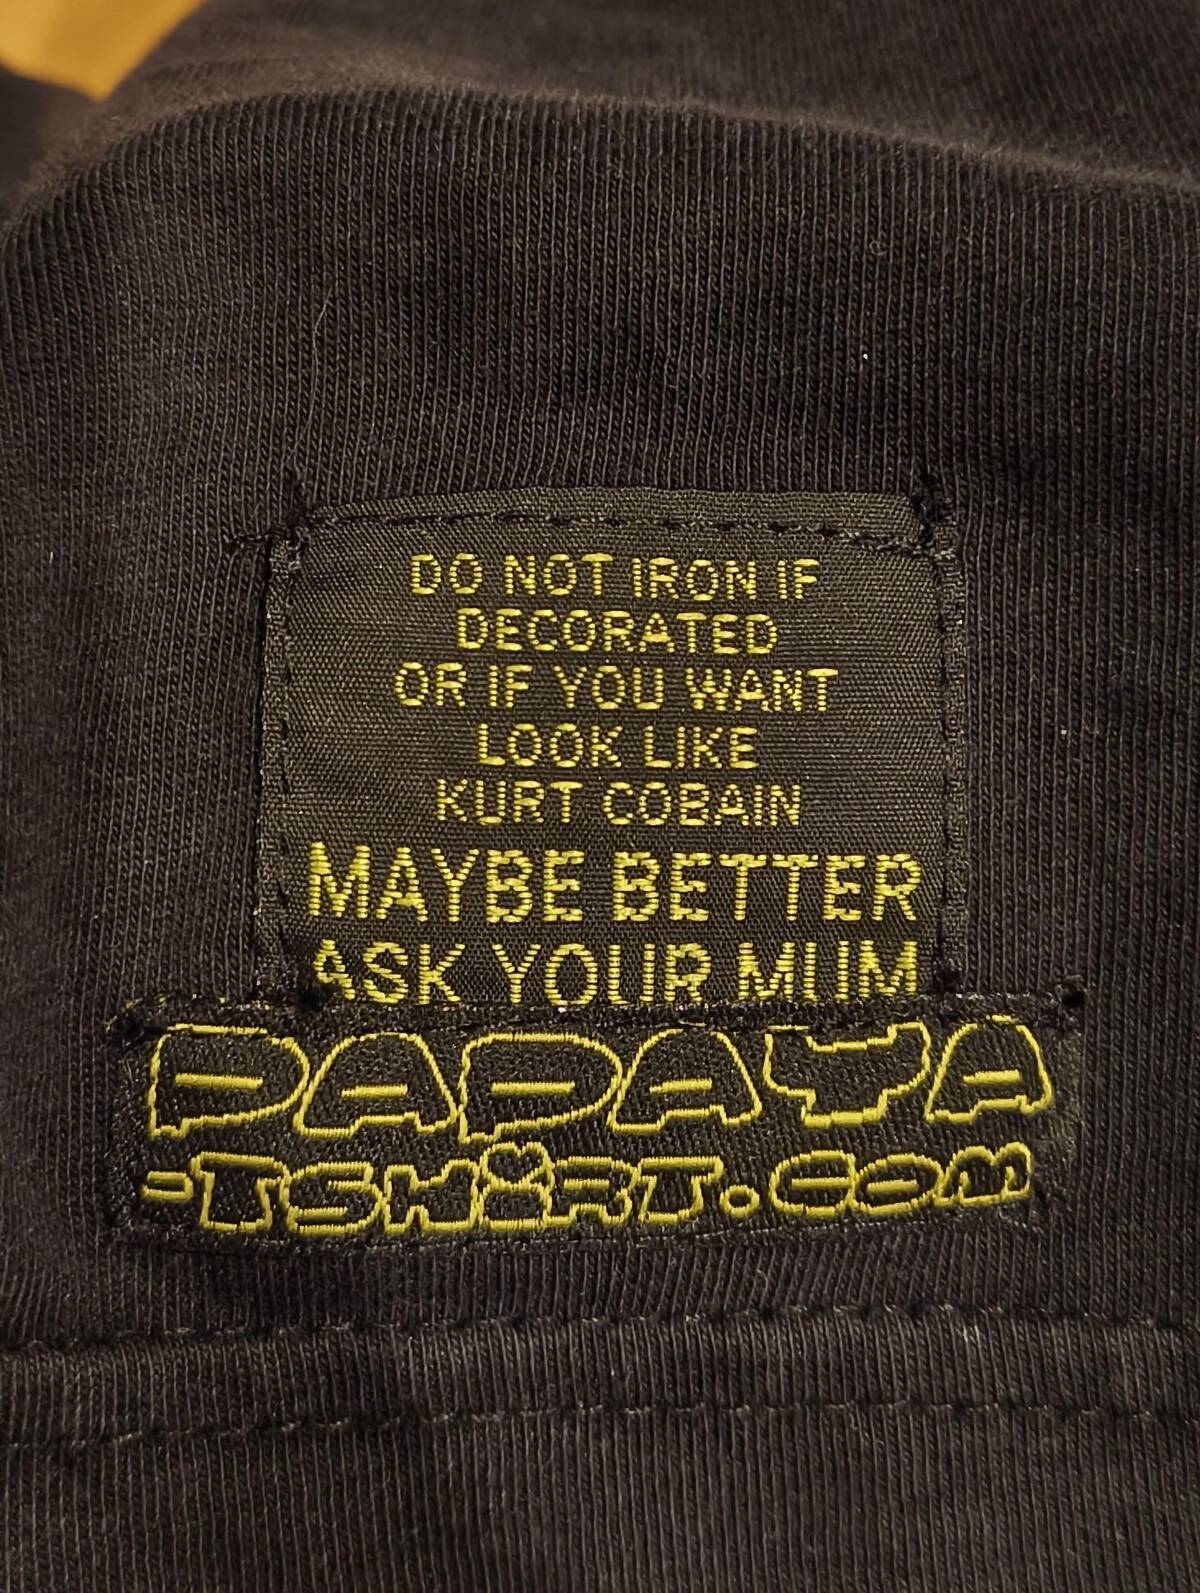 DO NOT IRON IF
DECORATED
OR IF YOU WANT
LOOK LIKE
KURT COBAIN
MAYBE BETTER
ASK YOUR MUM
PAPAYA
-TSHiRT.COM